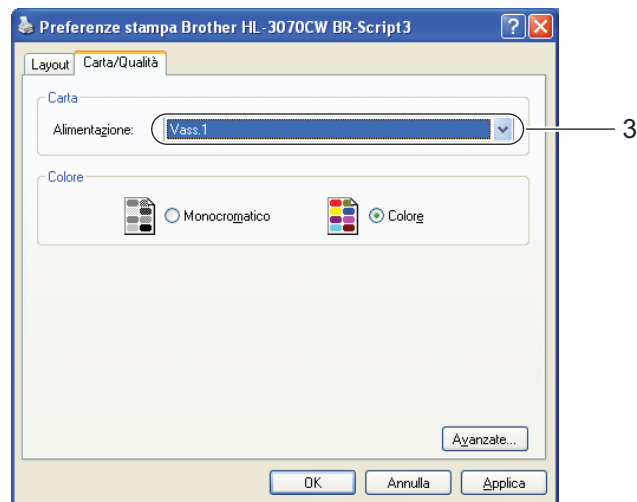 Preferenze stampa Brother HL-3070CW BR-Script3
Layout Carta/Qualità
Carta
Alimentazione: Vass.1 3
Colore
Monocromatico Colore
Avanzate...
OK Annulla Applica